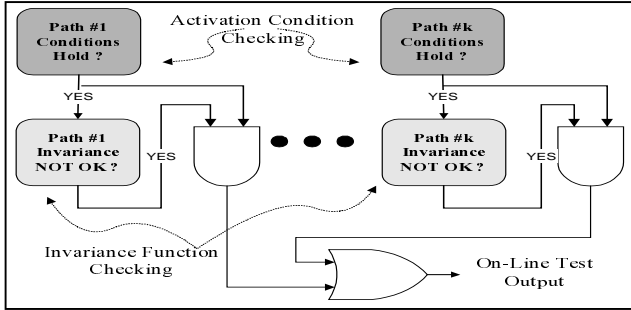 Path #1
Conditions
Hold ?
Activation Condition
Checking
Path #k
Conditions
Hold ?
YES
YES
Path #1
Invariance
NOT OK ?
YES
Path #k
Invariance
NOT OK ?
YES
Invariance Function
Checking
On-Line Test
Output